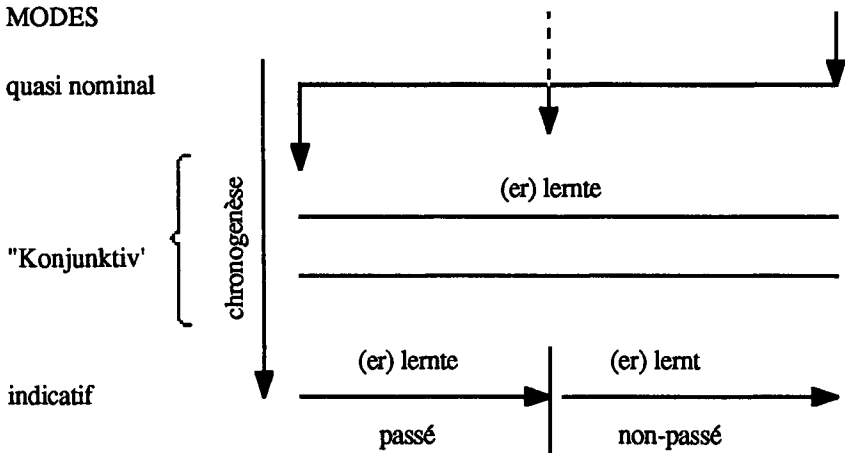 MODES
quasi nominal
chronogenèse
(er) lernte
"Konjunktiv'
(er) lernte
(er) lernt
indicatif
passé
non-passé